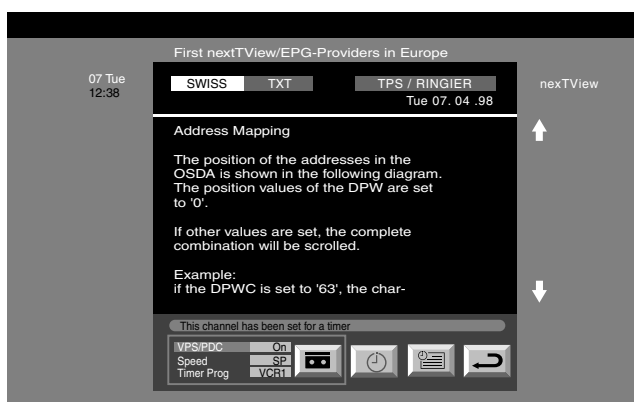 First nextTView/EPG-Providers in Europe
07 Tue
12:38
SWISS TXT TPS / RINGIER nexTView
Tue 07. 04 .98
Address Mapping
The position of the addresses in the
OSDA is shown in the following diagram.
The position values of the DPW are set
to '0'.
If other values are set, the complete
combination will be scrolled.
Example:
if the DPWC is set to '63', the char-
This channel has been set for a timer
VPS/PDC On
Speed SP
Timer Prog VCR1